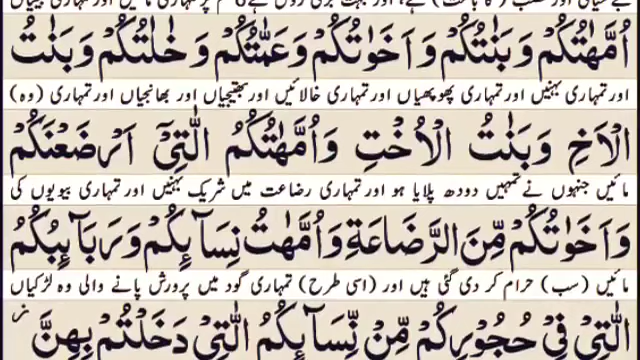 اُمَّهٰتُكُمْ وَبَنٰتُكُمْ وَاَخَوٰتُكُمْ وَعَمّٰتُكُمْ وَخٰلٰتُكُمْ وَبَنٰتُ
اور تمہاری بہنیں اور تمہاری پھوپھیاں اور تمہاری خالائیں اور بھتیجیاں اور بھانجیاں اور تمہاری (وہ)
الْاَخِ وَبَنٰتُ الْاُخْتِ وَاُمَّهٰتُكُمُ الّٰتِيْۤ اَرْضَعْنَكُمْ
مائیں جنہوں نے تمہیں دودھ پلایا ہو اور تمہاری رضاعت میں شریک بہنیں اور تمہاری بیویوں کی
وَاَخَوٰتُكُمْ مِّنَ الرَّضَاعَةِ وَاُمَّهٰتُ نِسَآئِكُمْ وَرَبَآئِبُكُمُ
مائیں (سب) حرام کر دی گئی ہیں اور (اسی طرح) تمہاری گود میں پرورش پانے والی وہ لڑکیاں
الّٰتِيْ فِيْ حُجُوْرِكُمْ مِّنْ نِّسَآئِكُمُ الّٰتِيْ دَخَلْتُمْ بِهِنَّ